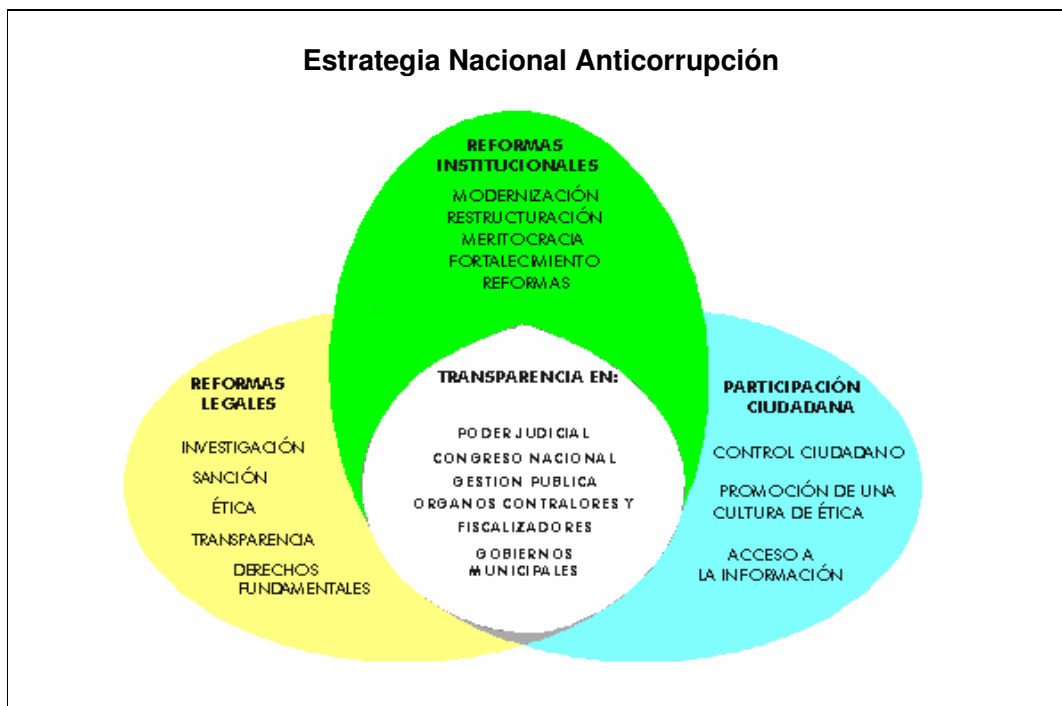 Estrategia Nacional Anticorrupción
REFORMAS
INSTITUCIONALES
MODERNIZACIÓN
RESTRUCTURACIÓN
MERITOCRACIA
FORTALECIMIENTO
REFORMAS
REFORMAS
LEGALES
INVESTIGACIÓN
SANCIÓN
ÉTICA
TRANSPARENCIA
DERECHOS
FUNDAMENTALES
TRANSPARENCIA EN:
PODER JUDICIAL
CONGRESO NACIONAL
GESTION PUBLICA
ORGANOS CONTRALORES Y
FISCALIZADORES
GOBIERNOS
MUNICIPALES
PARTICIPACIÓN
CIUDADANA
CONTROL CIUDADANO
PROMOCIÓN DE UNA
CULTURA DE ÉTICA
ACCESO A
LA INFORMACIÓN